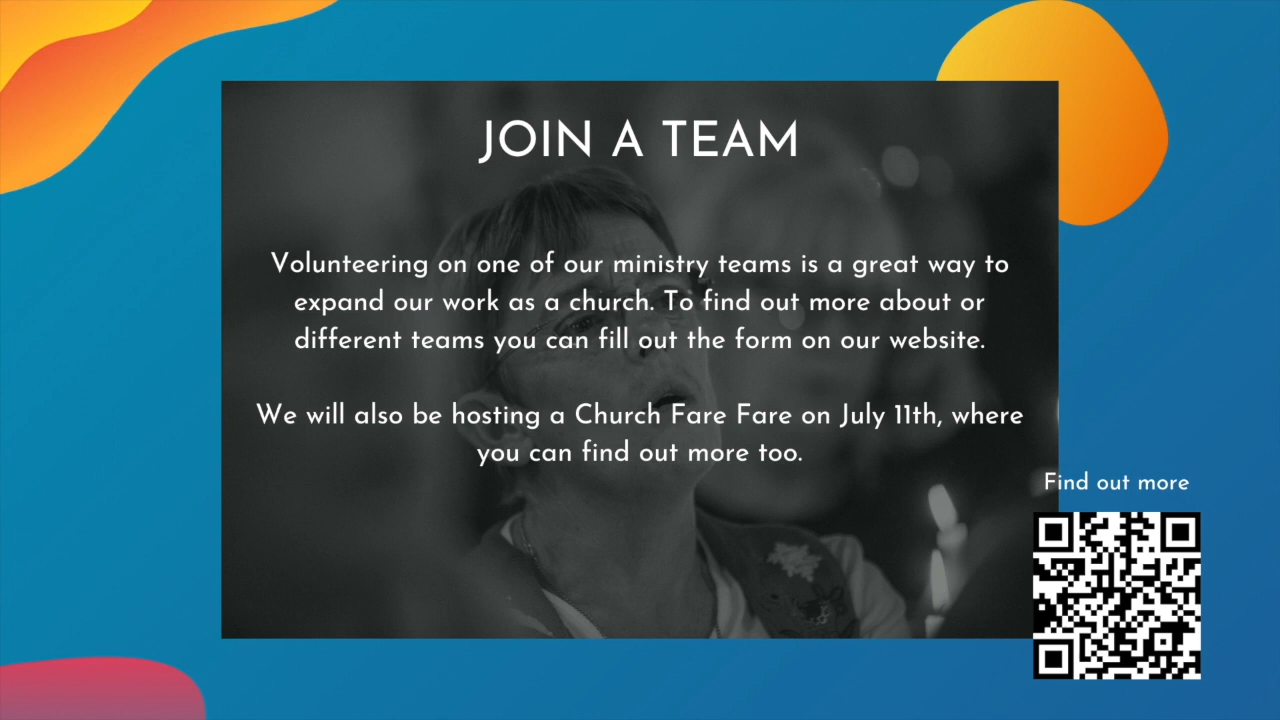 JOIN A TEAM
Volunteering on one of our ministry teams is a great way to
expand our work as a church. To find out more about or
different teams you can fill out the form on our website.
We will also be hosting a Church Fare Fare on July 11th, where
you can find out more too.
Find out more